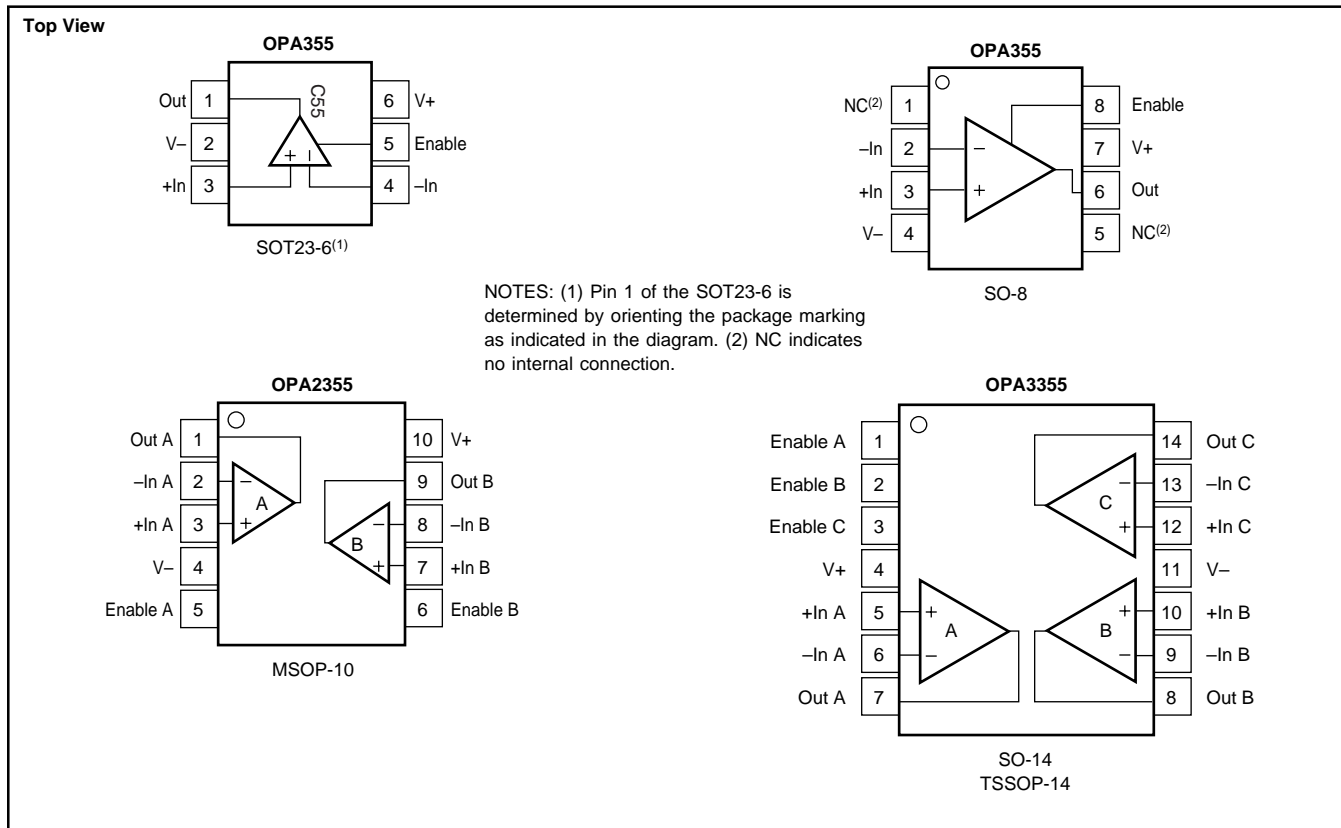 Top View
OPA355
Out 1
V– 2
+In 3
C55
+ –
6 V+
5 Enable
4 –In
SOT23-6(1)
OPA355
NC(2) 1
–In 2
+In 3
V– 4
–
+
8 Enable
7 V+
6 Out
5 NC(2)
SO-8
NOTES: (1) Pin 1 of the SOT23-6 is
determined by orienting the package marking
as indicated in the diagram. (2) NC indicates
no internal connection.
OPA2355
Out A 1
–In A 2
+In A 3
V– 4
Enable A 5
–
A
+
–
B
+
10 V+
9 Out B
8 –In B
7 +In B
6 Enable B
MSOP-10
OPA3355
Enable A 1
Enable B 2
Enable C 3
V+ 4
+In A 5
–In A 6
Out A 7
+
A
–
–
C
+
+
B
–
14 Out C
13 –In C
12 +In C
11 V–
10 +In B
9 –In B
8 Out B
SO-14
TSSOP-14